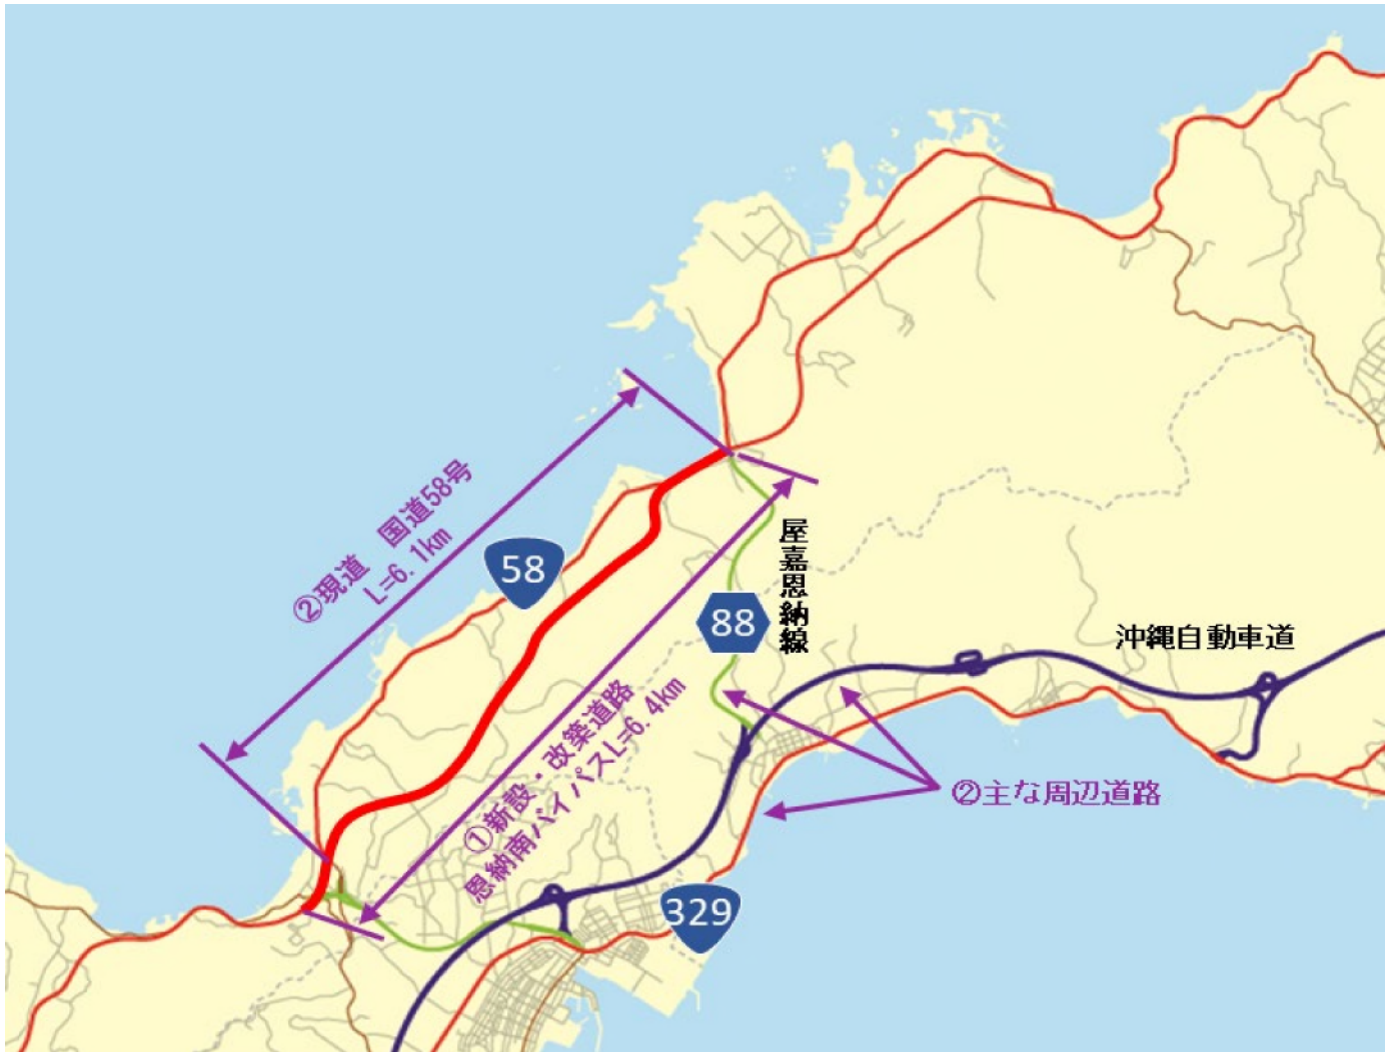 ②現道 国道58号
L=6.1km
58
屋嘉恩納線
88
沖縄自動車道
①新設・改築道路
恩納南バイパスL=6.4km
②主な周辺道路
329